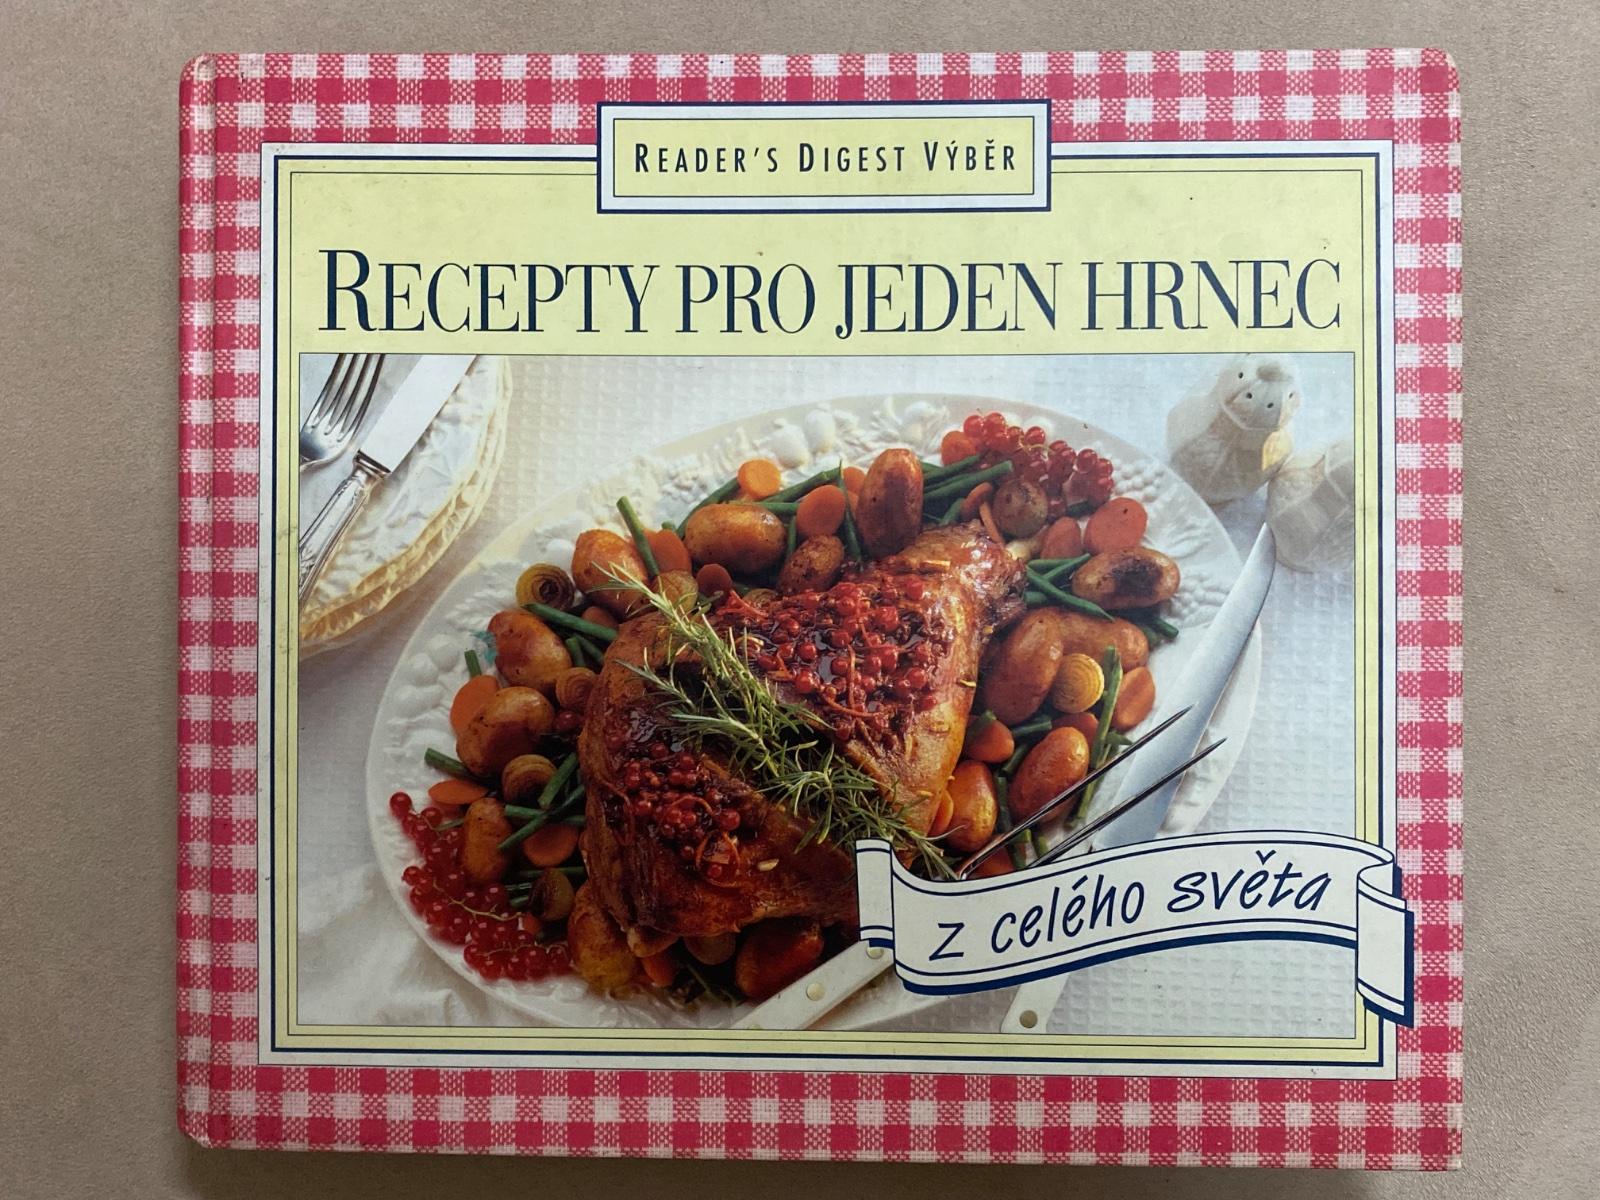 READER'S DIGEST VÝBĚR
RECEPTY PRO JEDEN HRNEC
z celého světa